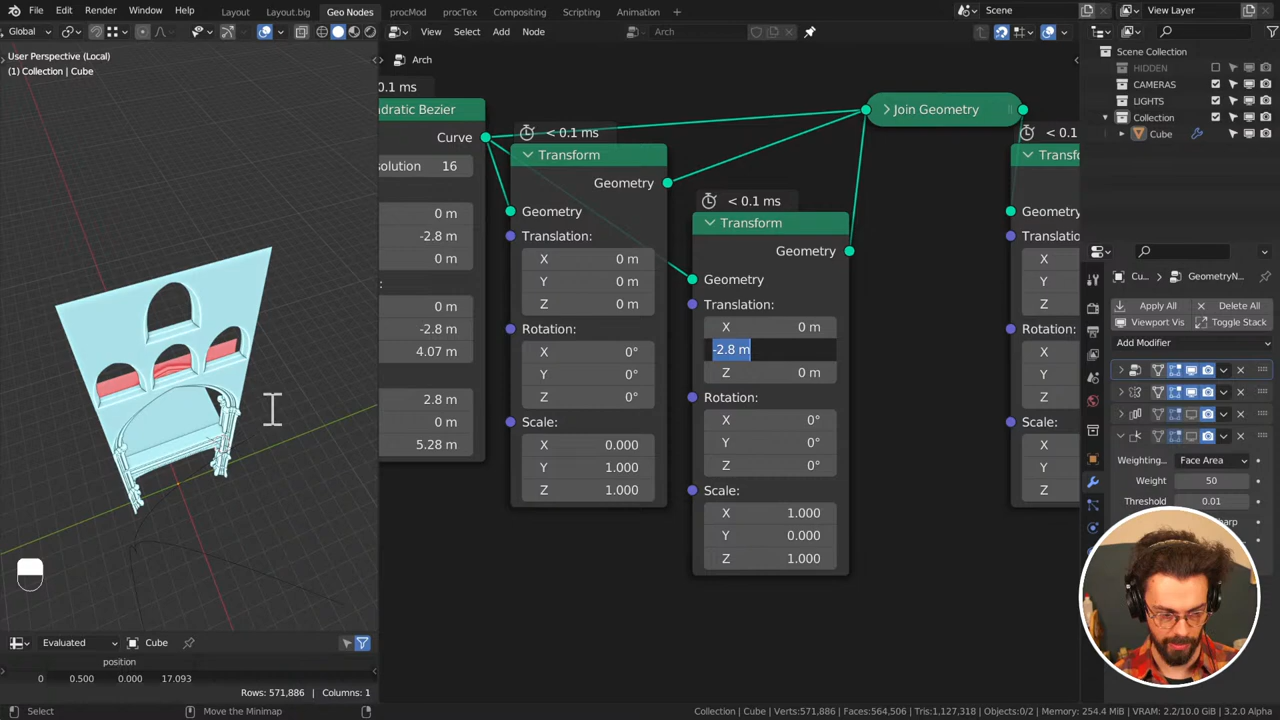 File Edit Render Window Help Layout Layout.big Geo Nodes procMod procTex Compositing Scripting Animation + Scene View Layer
Global View Select Add Node Arch
User Perspective (Local)
(1) Collection | Cube
Arch
0.1 ms
adratic Bezier
Curve
solution 16
0 m
-2.8 m
0 m
0 m
-2.8 m
4.07 m
2.8 m
0 m
5.28 m
< 0.1 ms
Transform
Geometry
Geometry
Translation:
X 0 m
Y 0 m
Z 0 m
Rotation:
X 0°
Y 0°
Z 0°
Scale:
X 0.000
Y 1.000
Z 1.000
< 0.1 ms
Transform
Geometry
Geometry
Translation:
X 0 m
-2.8 m
Z 0 m
Rotation:
X 0°
Y 0°
Z 0°
Scale:
X 1.000
Y 0.000
Z 1.000
Join Geometry
< 0.1
Transfo
Geometry
Translatio
X
Y
Z
Rotation:
X
Y
Z
Scale:
X
Y
Z
Scene Collection
HIDDEN
CAMERAS
LIGHTS
Collection
Cube
Cu... GeometryN...
Apply All Delete All
Viewport Vis Toggle Stack
Add Modifier
Weighting... Face Area
Weight 50
Threshold 0.01
Evaluated Cube
position
0 0.500 0.000 17.093
Rows: 571,886 | Columns: 1
Select Move the Minimap Collection | Cube | Verts:571,886 | Faces:564,506 | Tris:1,127,318 | Objects:0/2 | Memory: 254.4 MiB | VRAM: 2.2/10.0 GiB | 3.2.0 Alpha